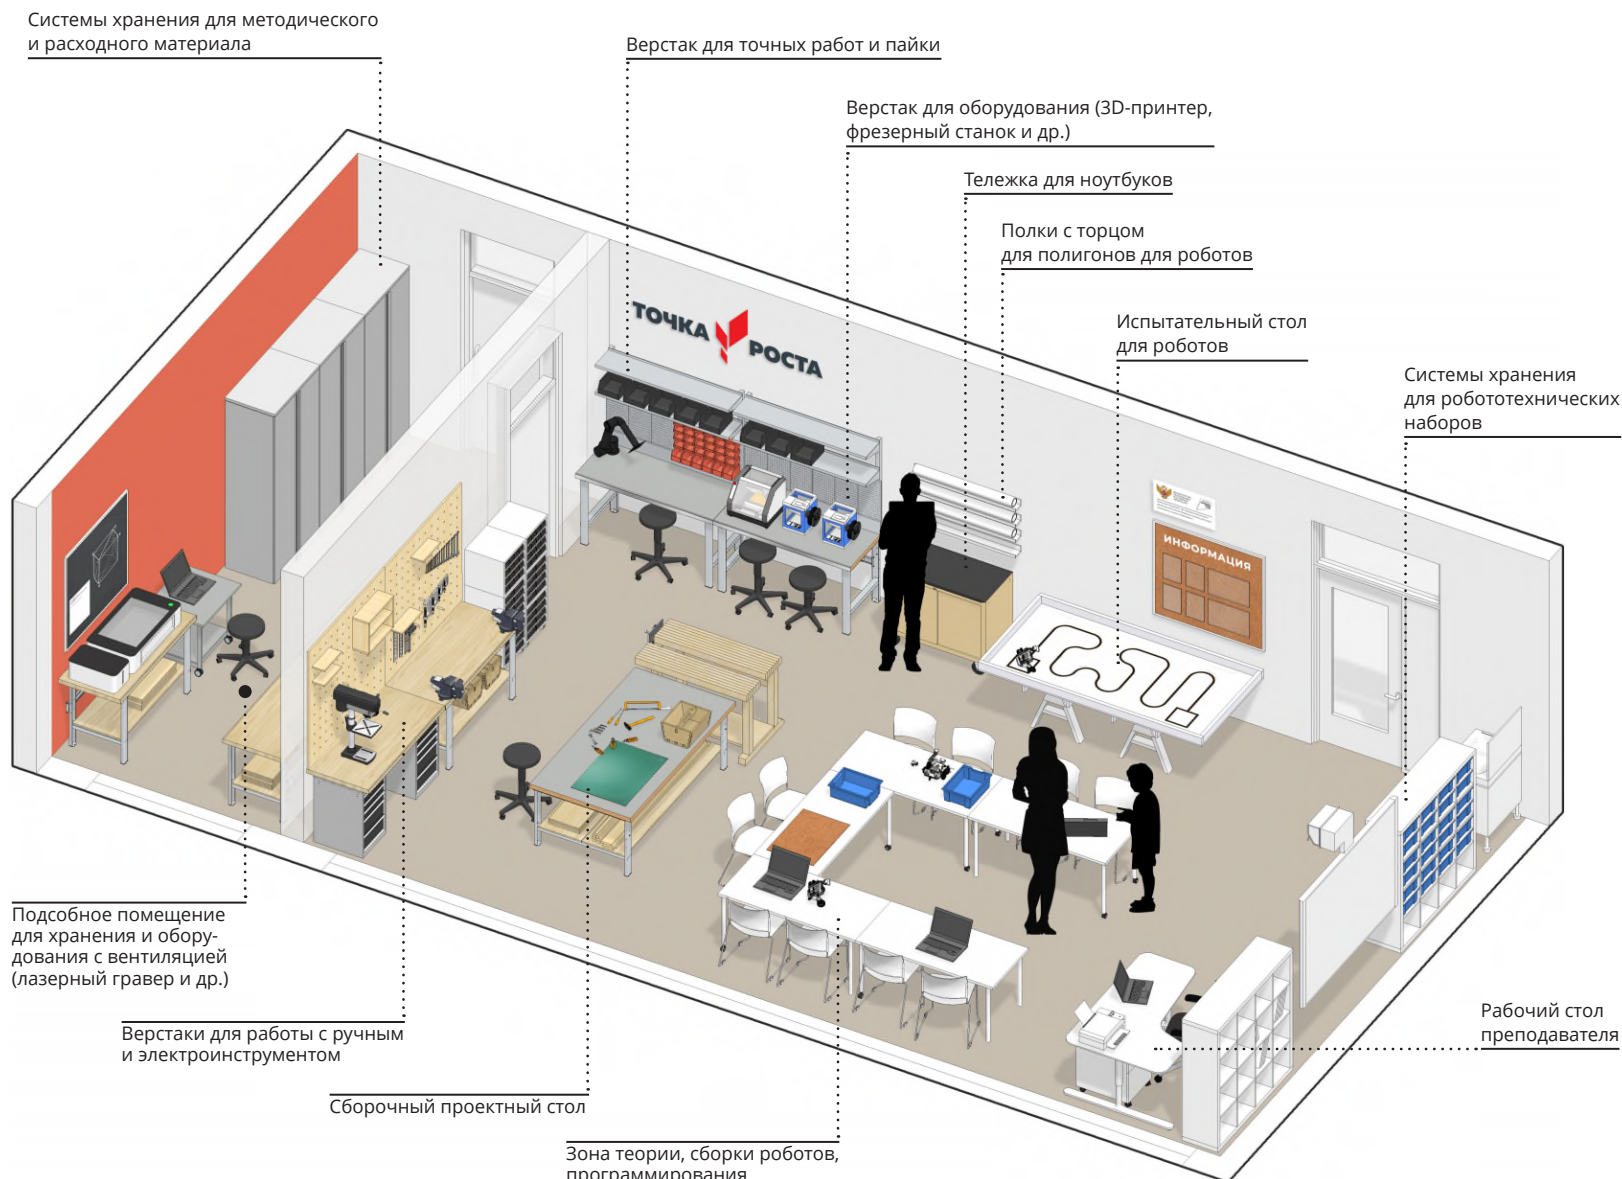 Системы хранения для методического
и расходного материала
Верстак для точных работ и пайки
Верстак для оборудования (3D-принтер,
фрезерный станок и др.)
Тележка для ноутбуков
Полки с торцом
для полигонов для роботов
Испытательный стол
для роботов
Системы хранения
для робототехнических
наборов
ТОЧКА
РОСТА
ИНФОРМАЦИЯ
Подсобное помещение
для хранения и обору-
дования с вентиляцией
(лазерный гравер и др.)
Верстаки для работы с ручным
и электроинструментом
Сборочный проектный стол
Зона теории, сборки роботов,
программирования
Рабочий стол
преподавателя